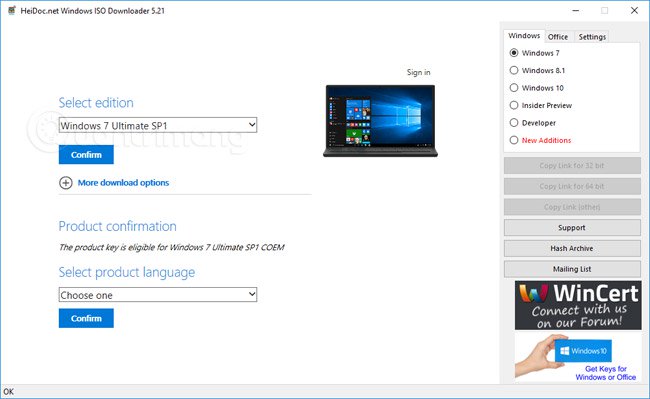 HeiDoc.net Windows ISO Downloader 5.21
Windows
Office
Settings
Windows 7
Windows 8.1
Windows 10
Insider Preview
Developer
New Additions
Copy Link for 32 bit
Copy Link for 64 bit
Copy Link (other)
Support
Hash Archive
Mailing List
WinCert
Connect with us
on our Forum!
Windows10
Get Keys for
Windows or Office
Sign in
Select edition
Windows 7 Ultimate SP1
quantrimang
Confirm
More download options
Product confirmation
The product key is eligible for Windows 7 Ultimate SP1 COEM
Select product language
Choose one
Confirm
OK